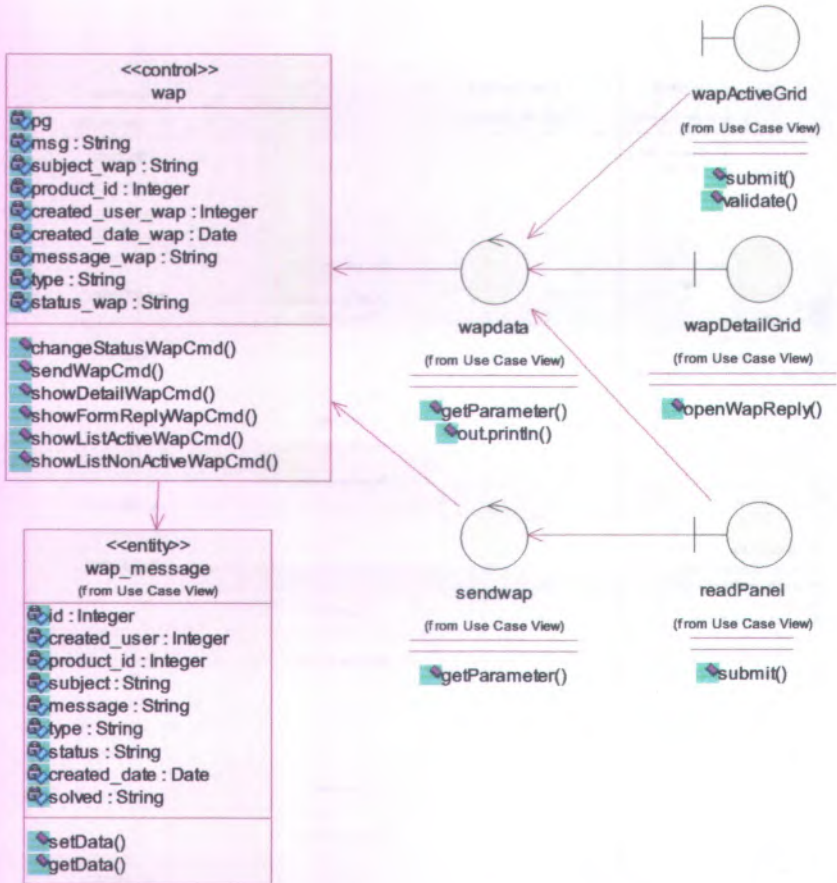 <<control>>
wap
pg
msg : String
subject_wap : String
product_id : Integer
created_user_wap : Integer
created_date_wap : Date
message_wap : String
type : String
status_wap : String
changeStatusWapCmd()
sendWapCmd()
showDetailWapCmd()
showFormReplyWapCmd()
showListActiveWapCmd()
showListNonActiveWapCmd()
<<entity>>
wap_message
(from Use Case View)
id : Integer
created_user : Integer
product_id : Integer
subject : String
message : String
type : String
status : String
created_date : Date
solved : String
setData()
getData()
wapdata
(from Use Case View)
getParameter()
out.println()
sendwap
(from Use Case View)
getParameter()
wapActiveGrid
(from Use Case View)
submit()
validate()
wapDetailGrid
(from Use Case View)
openWapReply()
readPanel
(from Use Case View)
submit()